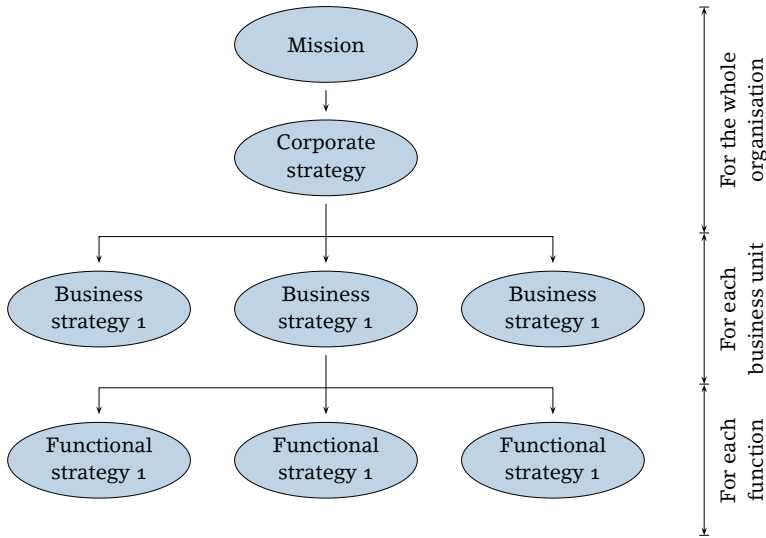 Mission
Corporate
strategy
For the whole
organisation
Business
strategy 1
Business
strategy 1
Business
strategy 1
For each
business unit
Functional
strategy 1
Functional
strategy 1
Functional
strategy 1
For each
function